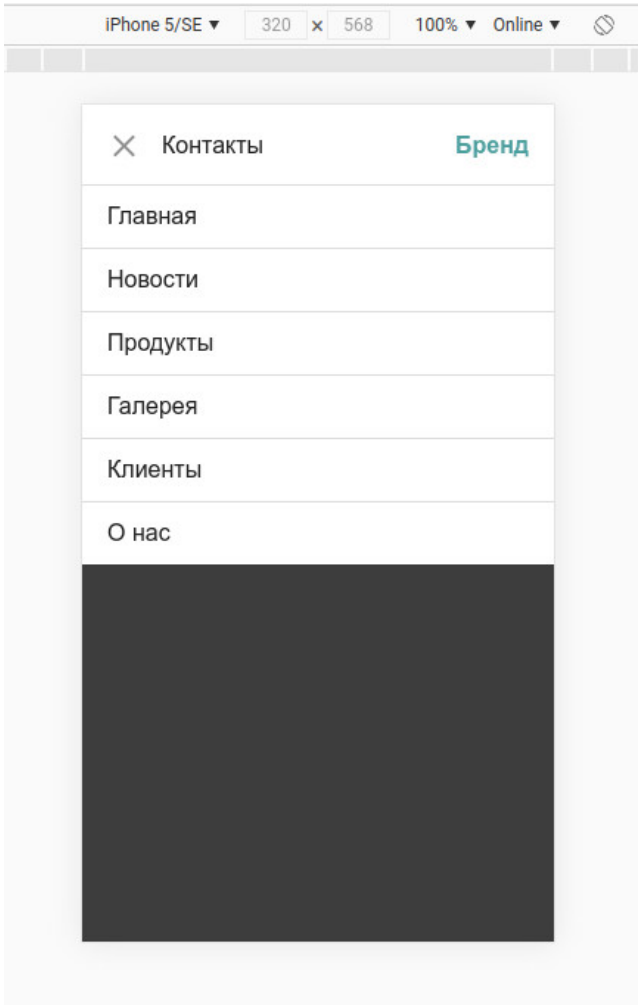 iPhone 5/SE ▼ 320 x 568 100% ▼ Online ▼
Контакты Бренд
Главная
Новости
Продукты
Галерея
Клиенты
О нас